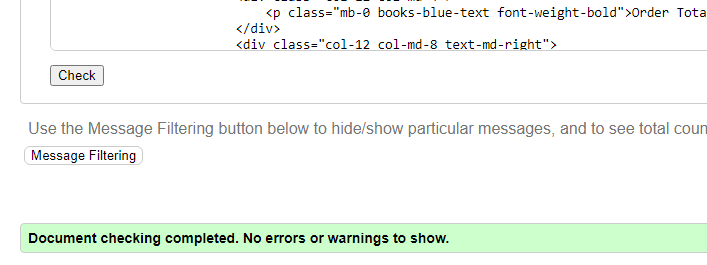 <p class="mb-0 books-blue-text font-weight-bold">Order Tota
</div>
<div class="col-12 col-md-8 text-md-right">
Check
Use the Message Filtering button below to hide/show particular messages, and to see total coun
Message Filtering
Document checking completed. No errors or warnings to show.